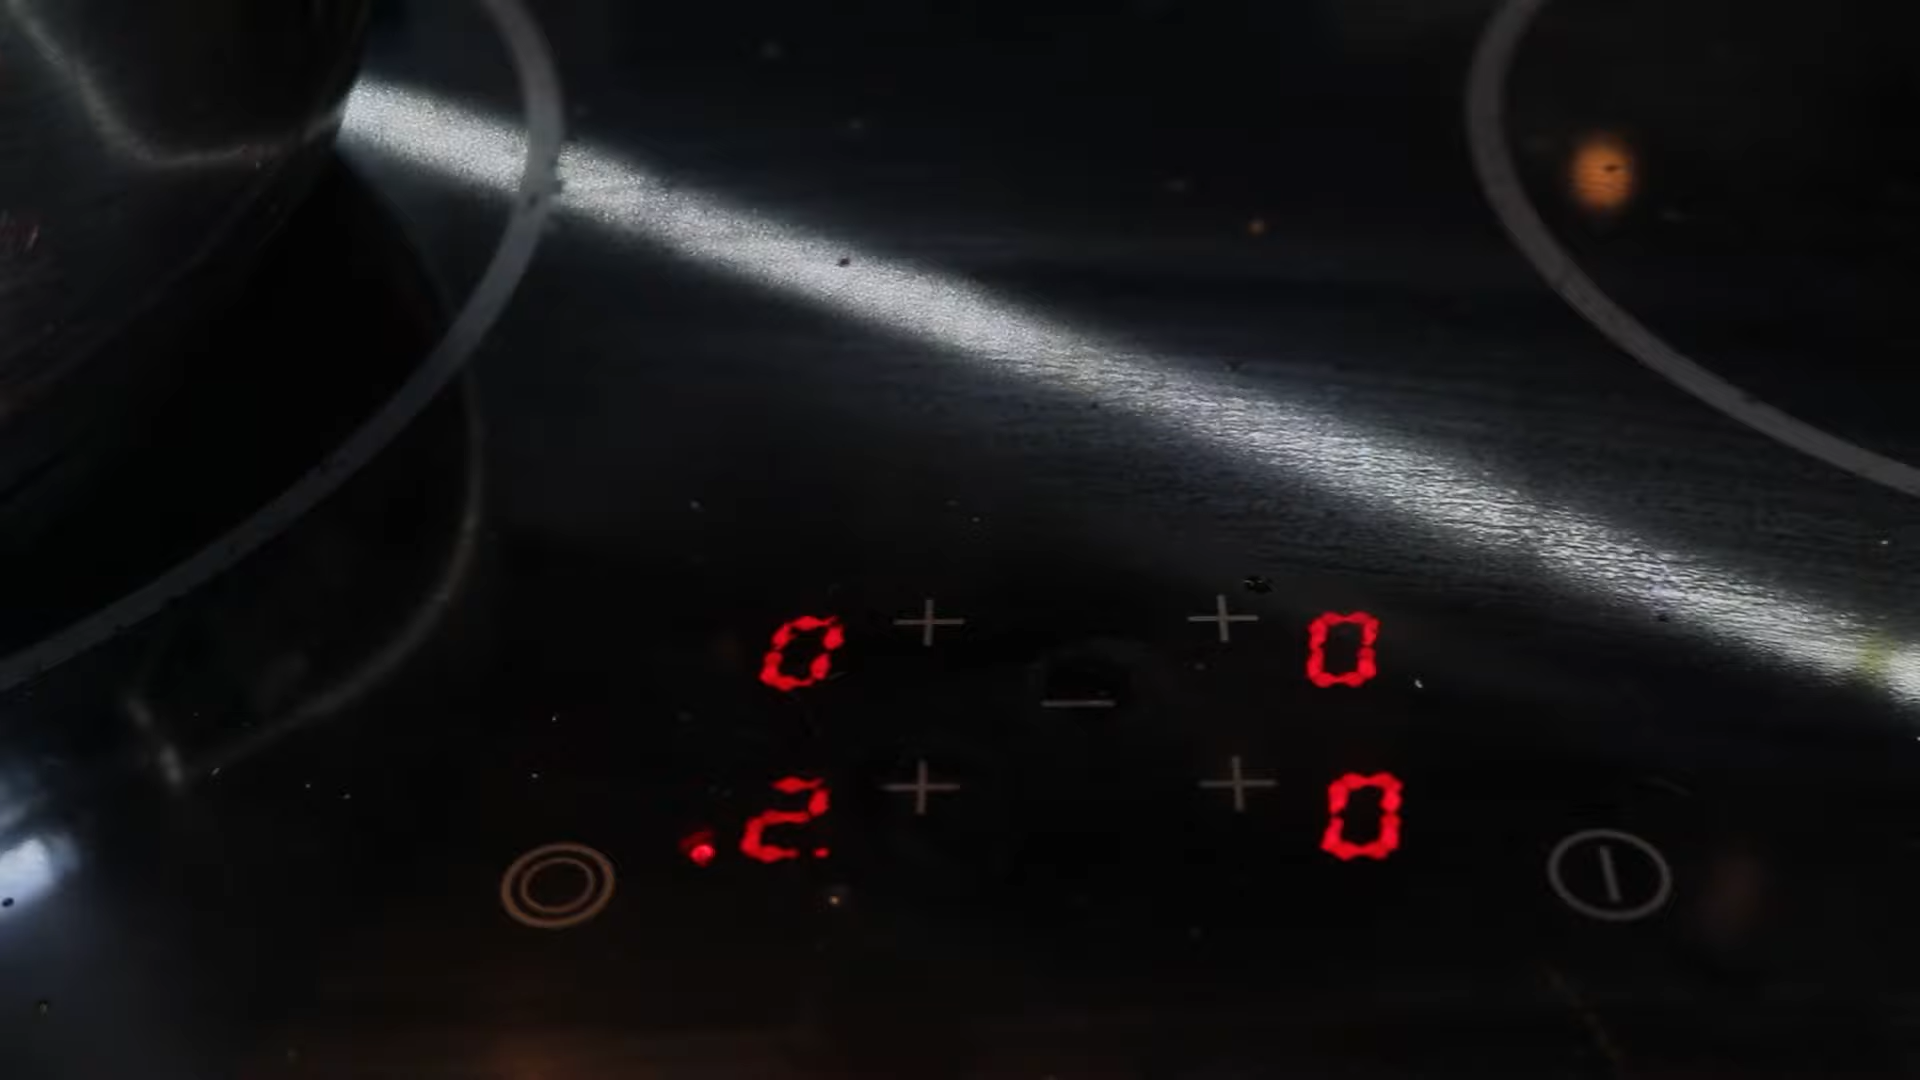 0 + + 0
−
2. + + 0